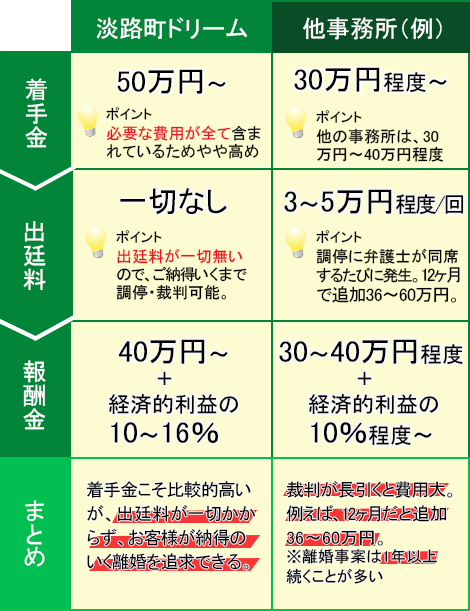 淡路町ドリーム
他事務所（例）
着手金
50万円～
ポイント
必要な費用が全て含ま
れているためやや高め
30万円程度～
ポイント
他の事務所は、30
万円～40万円程度
出廷料
一切なし
ポイント
出廷料が一切無い
ので、ご納得いくまで
調停・裁判可能。
3～5万円程度/回
ポイント
調停に弁護士が同席
するたびに発生。12ヶ月
で追加36～60万円。
報酬金
40万円～
+
経済的利益の
10～16%
30～40万円程度
+
経済的利益の
10%程度～
まとめ
着手金こそ比較的高い
が、出廷料が一切かか
らず、お客様が納得の
いく離婚を追求できる。
裁判が長引くと費用大。
例えば、12ヶ月だと追加
36～60万円。
※離婚事案は1年以上
続くことが多い